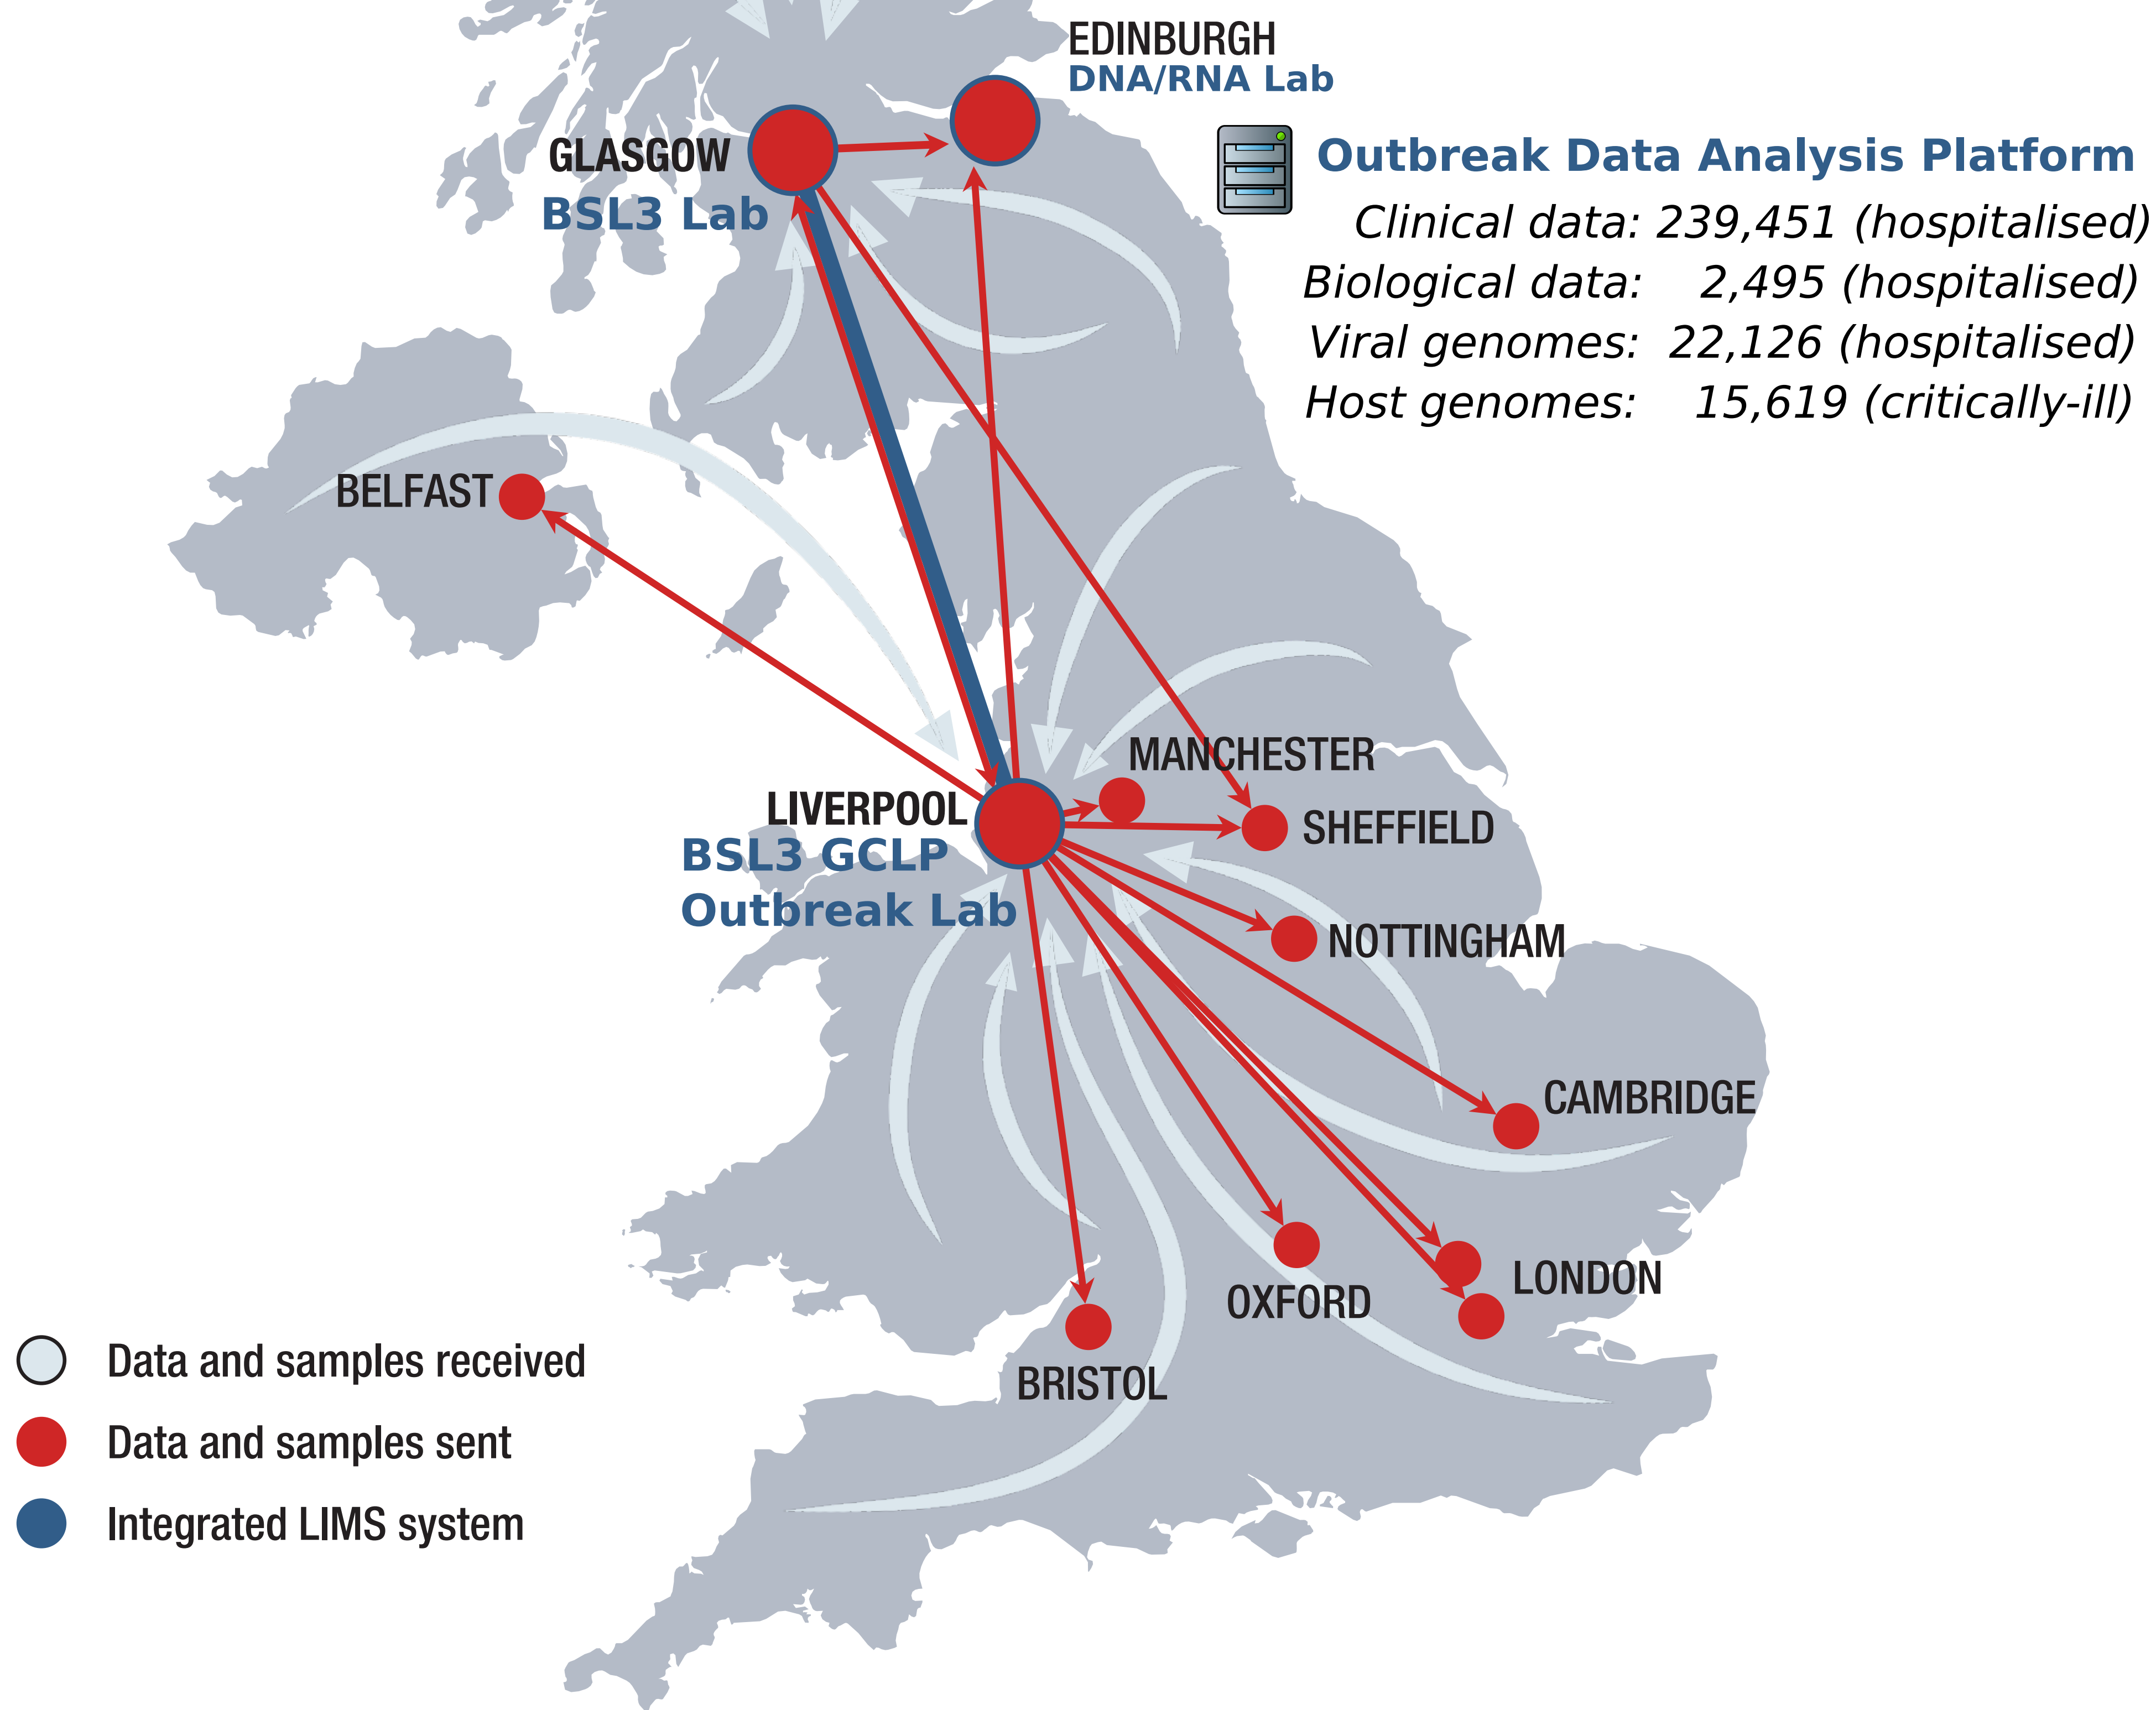 EDINBURGH
DNA/RNA Lab
GLASGOW
BSL3 Lab
Outbreak Data Analysis Platform
Clinical data: 239,451 (hospitalised)
Biological data: 2,495 (hospitalised)
Viral genomes: 22,126 (hospitalised)
Host genomes: 15,619 (critically-ill)
BELFAST
MANCHESTER
LIVERPOOL
BSL3 GCLP
Outbreak Lab
SHEFFIELD
NOTTINGHAM
CAMBRIDGE
LONDON
OXFORD
BRISTOL
Data and samples received
Data and samples sent
Integrated LIMS system